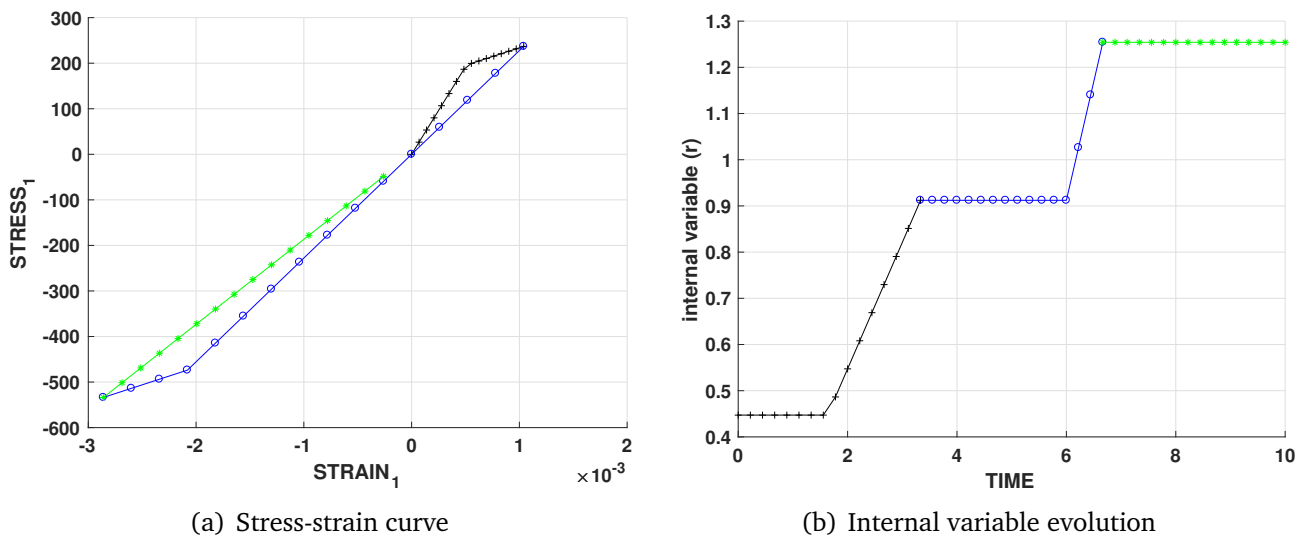 300
200
100
0
-100
-200
-300
-400
-500
-600
STRESS₁
-3 -2 -1 0 1 2
×10⁻³
STRAIN₁
(a) Stress-strain curve
1.3
1.2
1.1
1
0.9
0.8
0.7
0.6
0.5
0.4
internal variable (r)
0 2 4 6 8 10
TIME
(b) Internal variable evolution